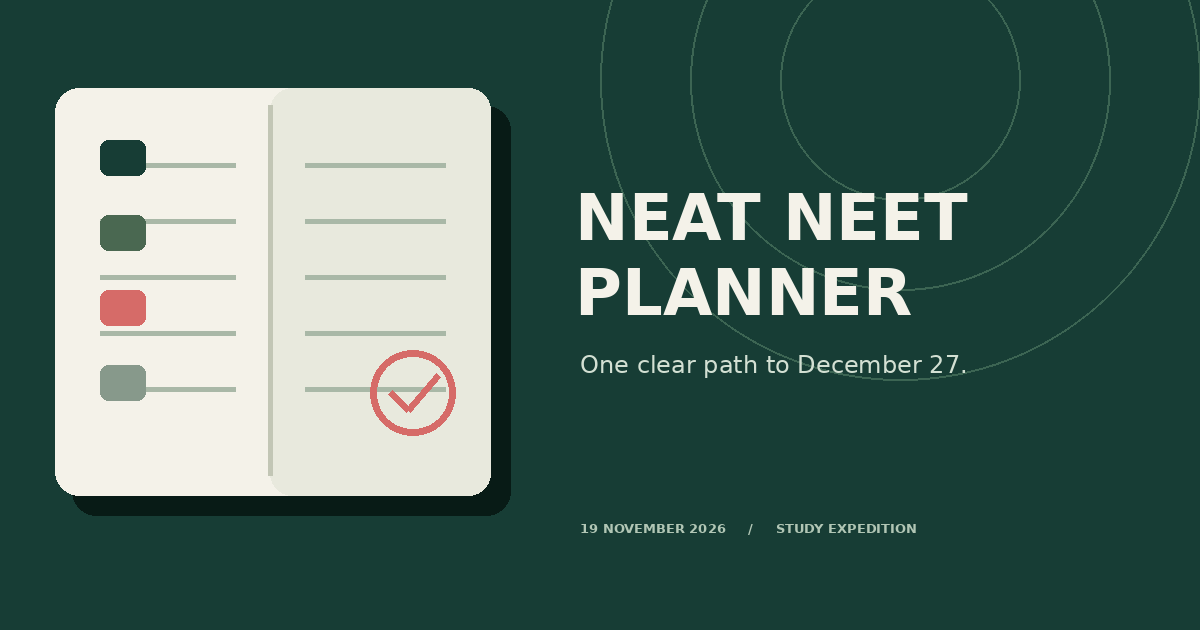 NEAT NEET
PLANNER
One clear path to December 27.
19 NOVEMBER 2026 / STUDY EXPEDITION